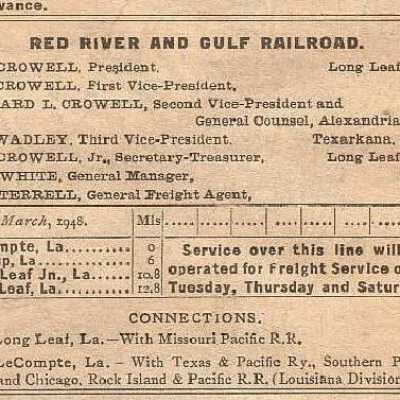 vance.
RED RIVER AND GULF RAILROAD.
CROWELL, President, Long Leaf
CROWELL, First Vice-President,
ARD L. CROWELL, Second Vice-President and
General Counsel, Alexandria
WADLEY, Third Vice-President. Texarkana,
CROWELL, Jr., Secretary-Treasurer, Long Leaf
WHITE, General Manager,
TERRELL, General Freight Agent,
March, 1948. Mls
mpte, La.......... 0 Service over this line will
p, La............. 6 operated for Freight Service o
Leaf Jn., La...... 10.8 Tuesday, Thursday and Satur
Leaf, La.......... 12.8
CONNECTIONS.
Long Leaf, La.—With Missouri Pacific R.R.
LeCompte, La. – With Texas & Pacific Ry., Southern P
and Chicago, Rock Island & Pacific R.R. (Louisiana Division